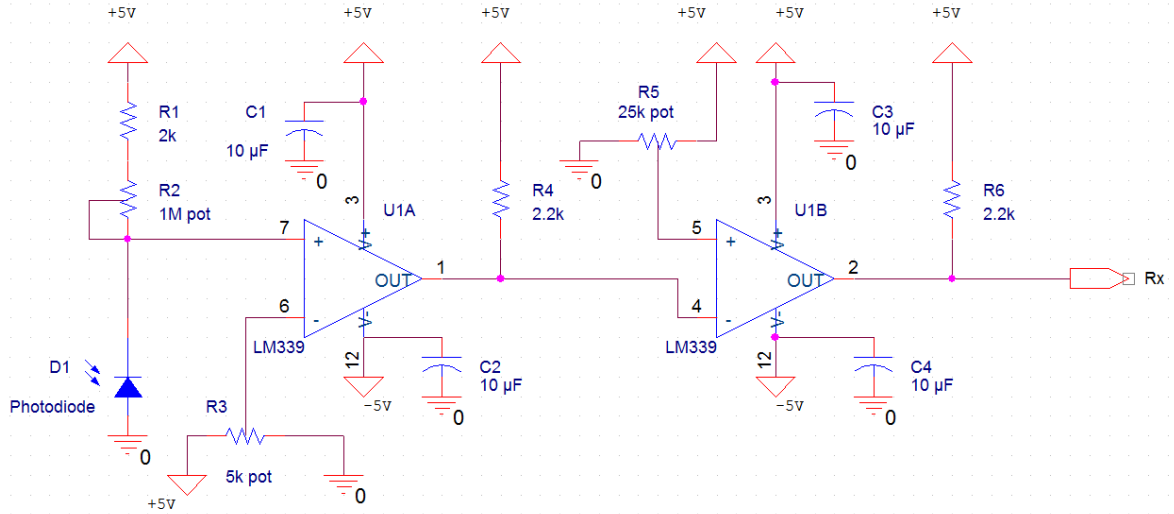 +5V +5V +5V +5V +5V +5V
R1
2k
C1
10 µF
0
R5
25k pot
0
C3
10 µF
0
R2
1M pot
3
U1A
R4
2.2k
3
U1B
R6
2.2k
7
+
V+
OUT
1
6
-
V-
LM339
12
5
+
V+
OUT
2
4
-
V-
LM339
12
Rx
D1
Photodiode
0
C2
10 µF
0
-5V
C4
10 µF
0
-5V
R3
5k pot
+5V
0